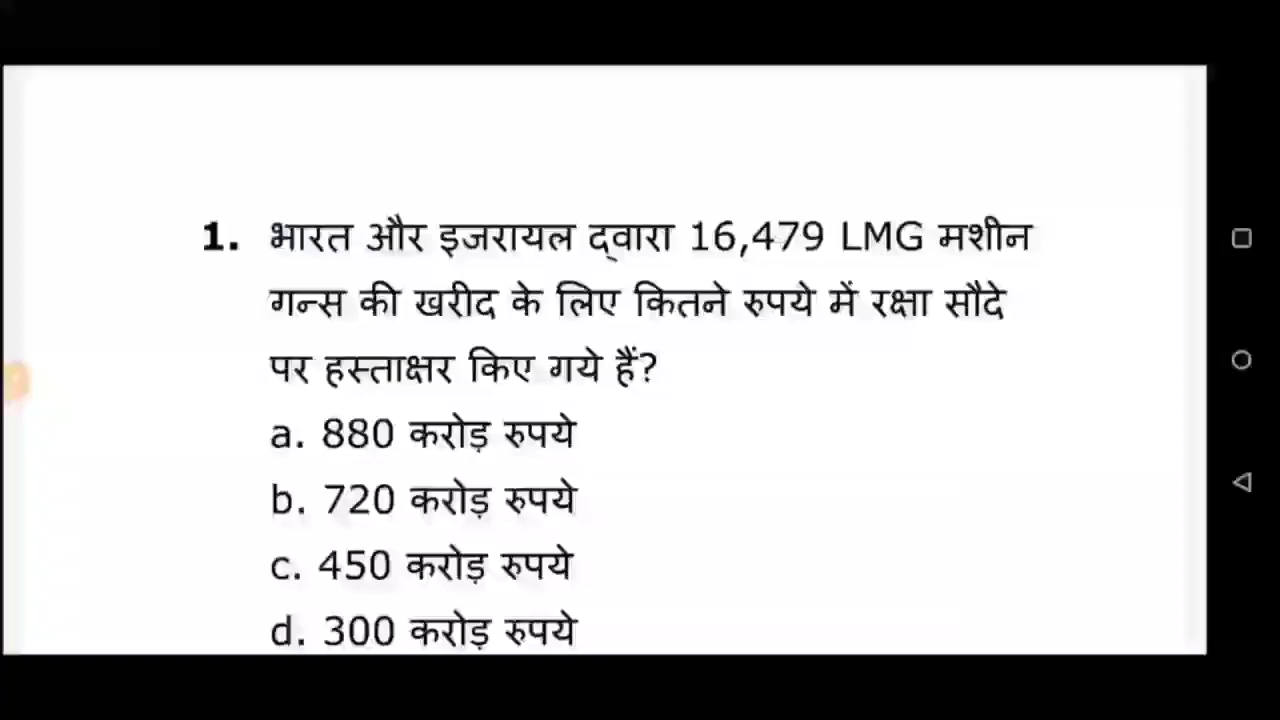 1. भारत और इजरायल द्वारा 16,479 LMG मशीन
गन्स की खरीद के लिए कितने रुपये में रक्षा सौदे
पर हस्ताक्षर किए गये हैं?
a. 880 करोड़ रुपये
b. 720 करोड़ रुपये
c. 450 करोड़ रुपये
d. 300 करोड़ रुपये